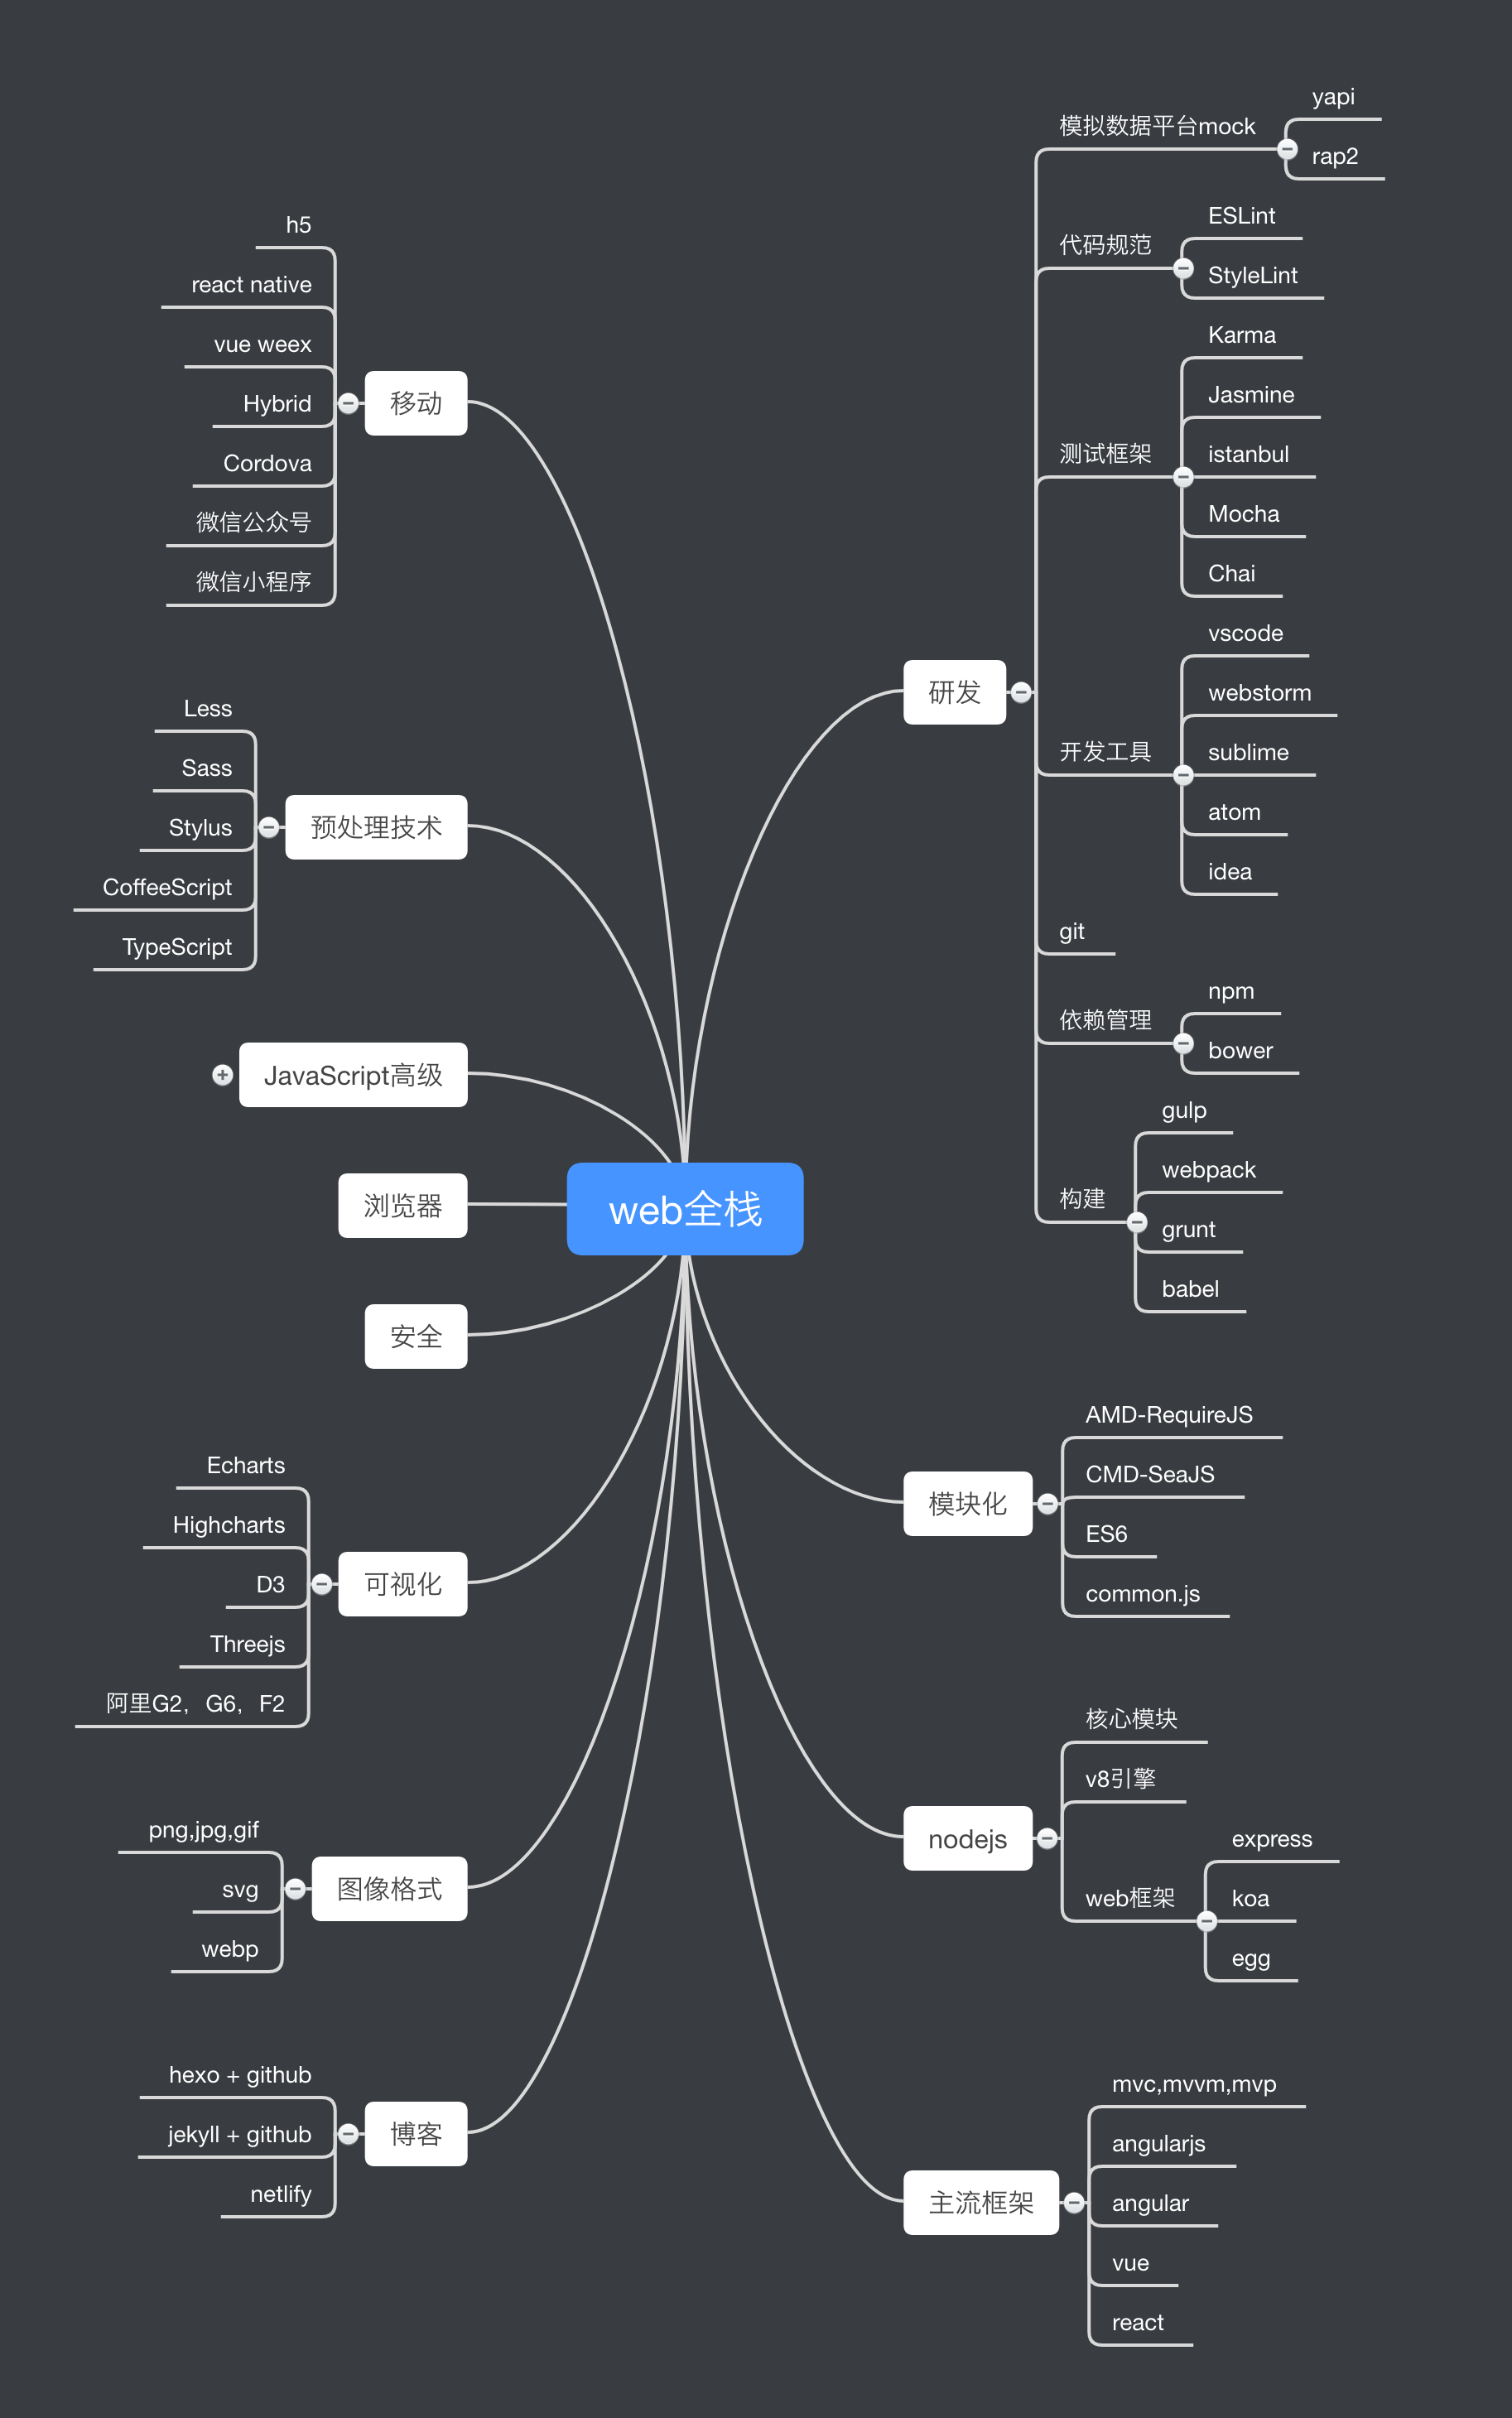 web全栈
研发
模拟数据平台mock
yapi
rap2
代码规范
ESLint
StyleLint
测试框架
Karma
Jasmine
istanbul
Mocha
Chai
开发工具
vscode
webstorm
sublime
atom
idea
git
依赖管理
npm
bower
构建
gulp
webpack
grunt
babel
模块化
AMD-RequireJS
CMD-SeaJS
ES6
common.js
nodejs
核心模块
v8引擎
web框架
express
koa
egg
主流框架
mvc,mvvm,mvp
angularjs
angular
vue
react
移动
h5
react native
vue weex
Hybrid
Cordova
微信公众号
微信小程序
预处理技术
Less
Sass
Stylus
CoffeeScript
TypeScript
JavaScript高级
浏览器
安全
可视化
Echarts
Highcharts
D3
Threejs
阿里G2，G6，F2
图像格式
png,jpg,gif
svg
webp
博客
hexo + github
jekyll + github
netlify